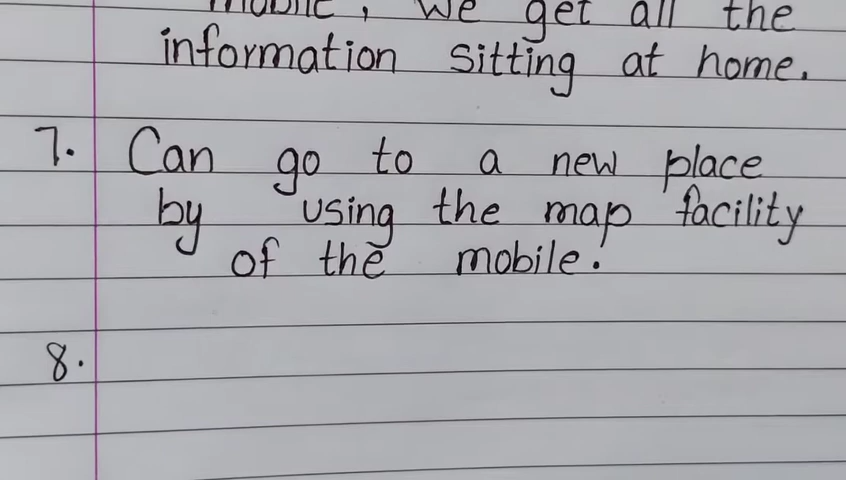 mobile, we get all the
information sitting at home.
7. Can go to a new place
by using the map facility
of the mobile.
8.